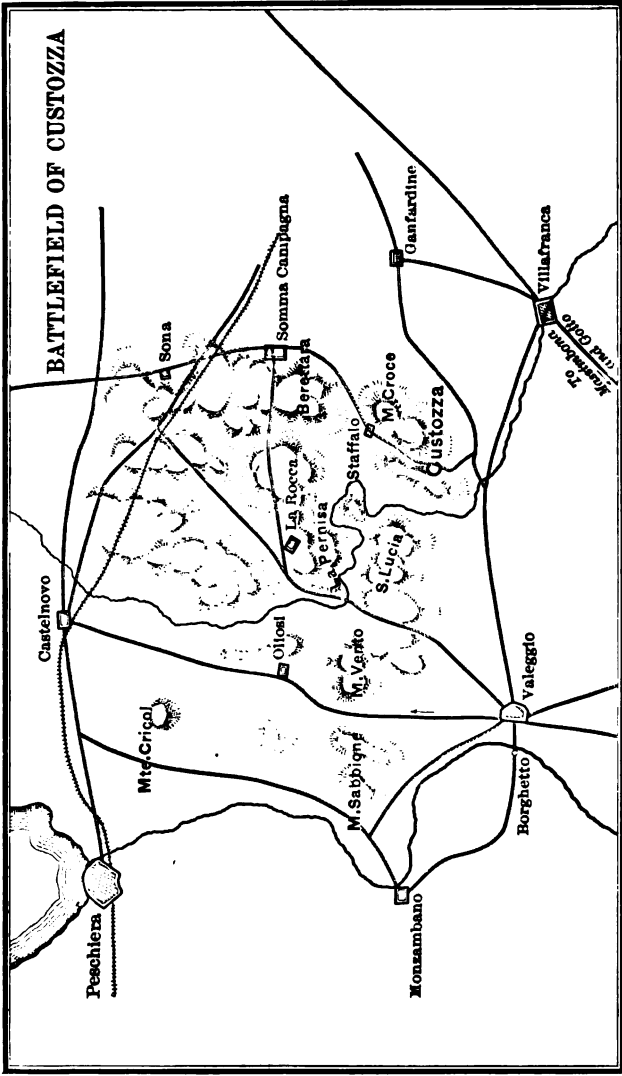 BATTLEFIELD OF CUSTOZZA
Peschiera
Castelnovo
Sona
Mte.Cricol
Somma Campagna
Oliosi
La Rocca
Berettara
Pernisa
M.Vento
M.Sabbione
Staffalo
M.Croce
S.Lucia
Custozza
Ganfardine
Monzambano
Borghetto
Valeggio
Villafranca
To
and Goito